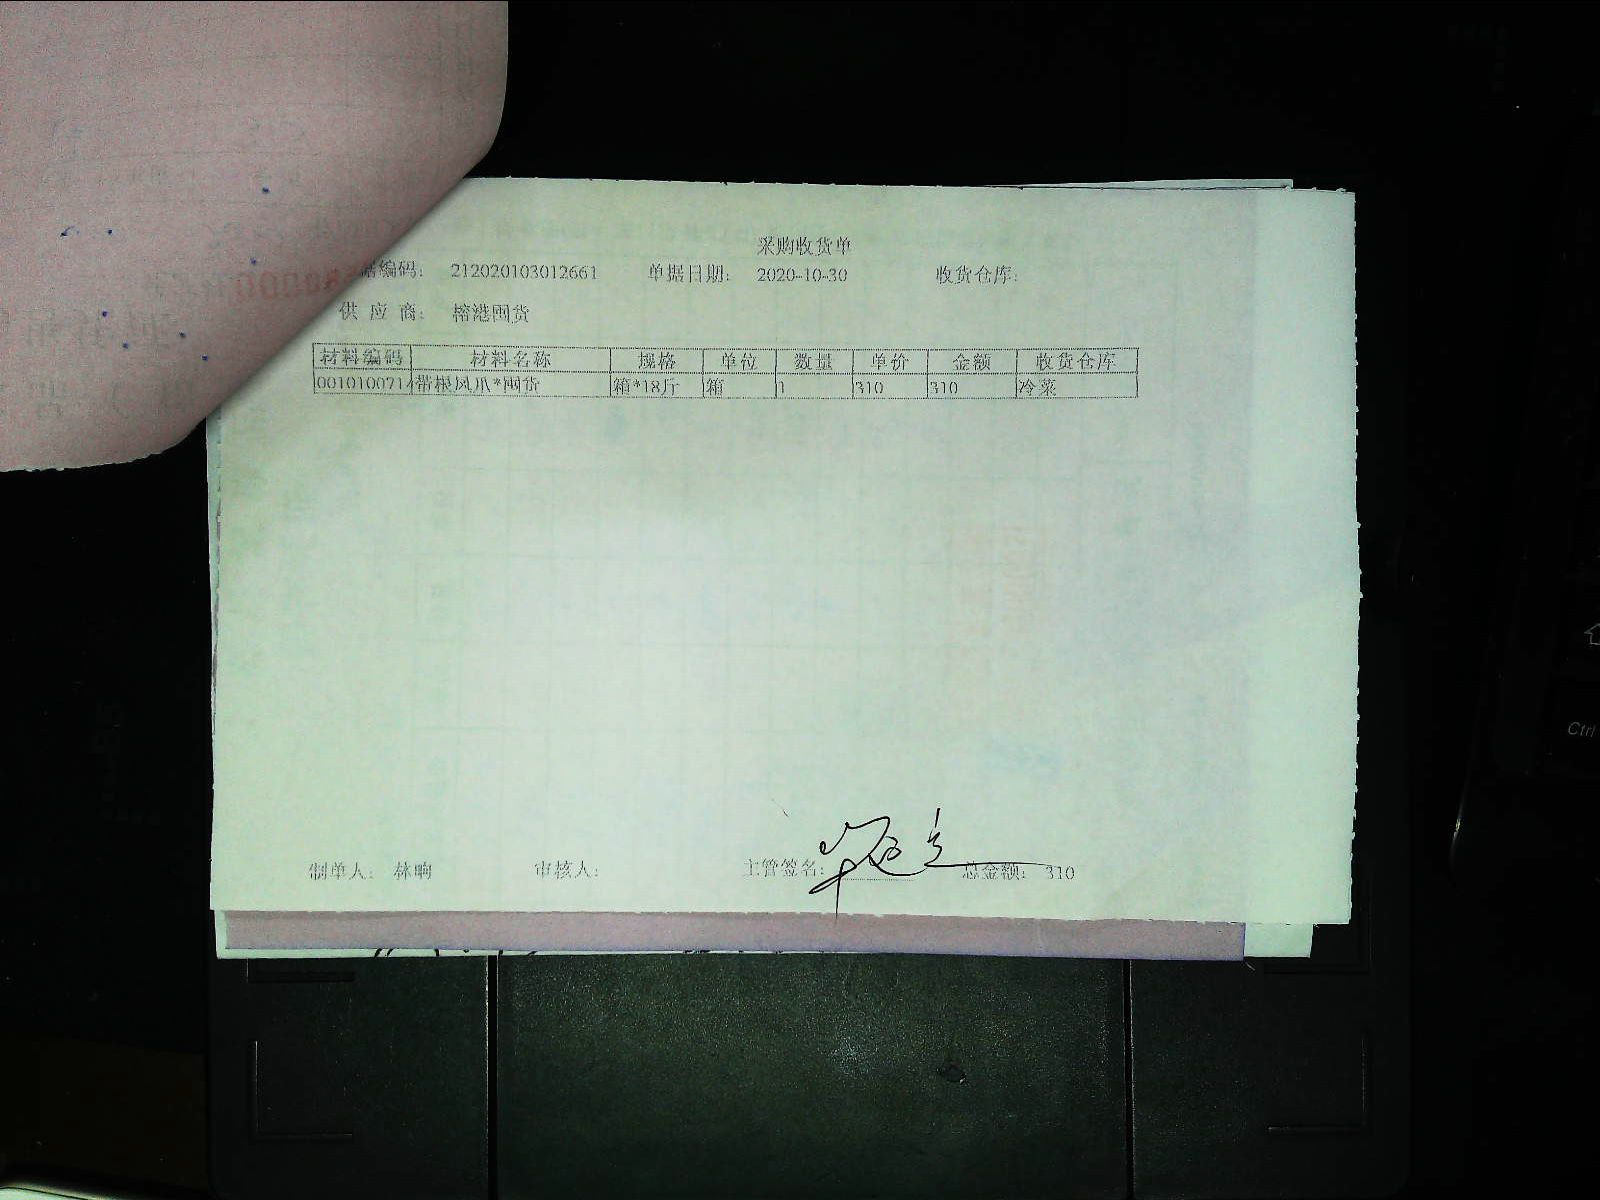 采购收货单
据编码： 212020103012661 单据日期： 2020-10-30 收货仓库：
供应商： 榕港囤货
材料编码 材料名称 规格 单位 数量 单价 金额 收货仓库
0010100714 带根凤爪*囤货 箱*18斤 箱 1 310 310 冷菜
制单人： 林晌 审核人： 主管签名： 总金额： 310
Ctrl